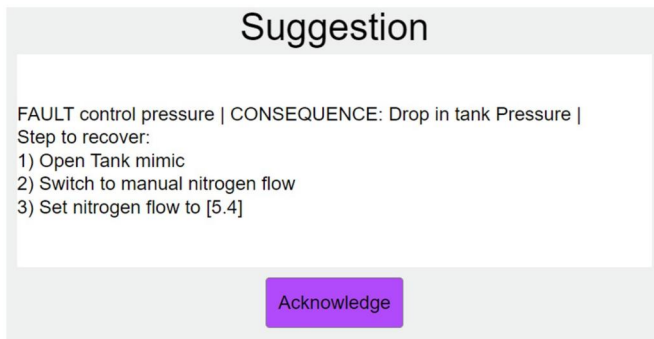 Suggestion
FAULT control pressure | CONSEQUENCE: Drop in tank Pressure |
Step to recover:
1) Open Tank mimic
2) Switch to manual nitrogen flow
3) Set nitrogen flow to [5.4]
Acknowledge